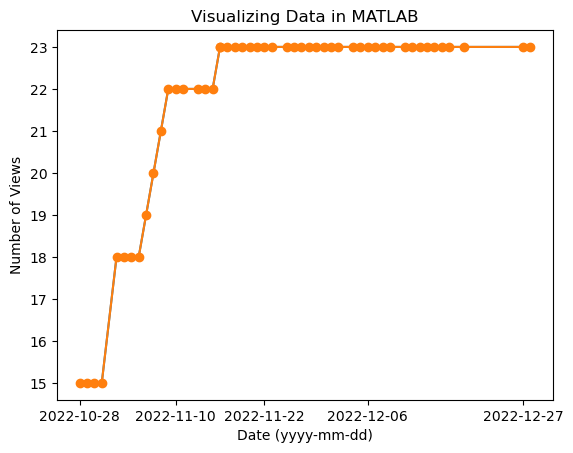 Visualizing Data in MATLAB
Number of Views
23
22
21
20
19
18
17
16
15
2022-10-28 2022-11-10 2022-11-22 2022-12-06 2022-12-27
Date (yyyy-mm-dd)